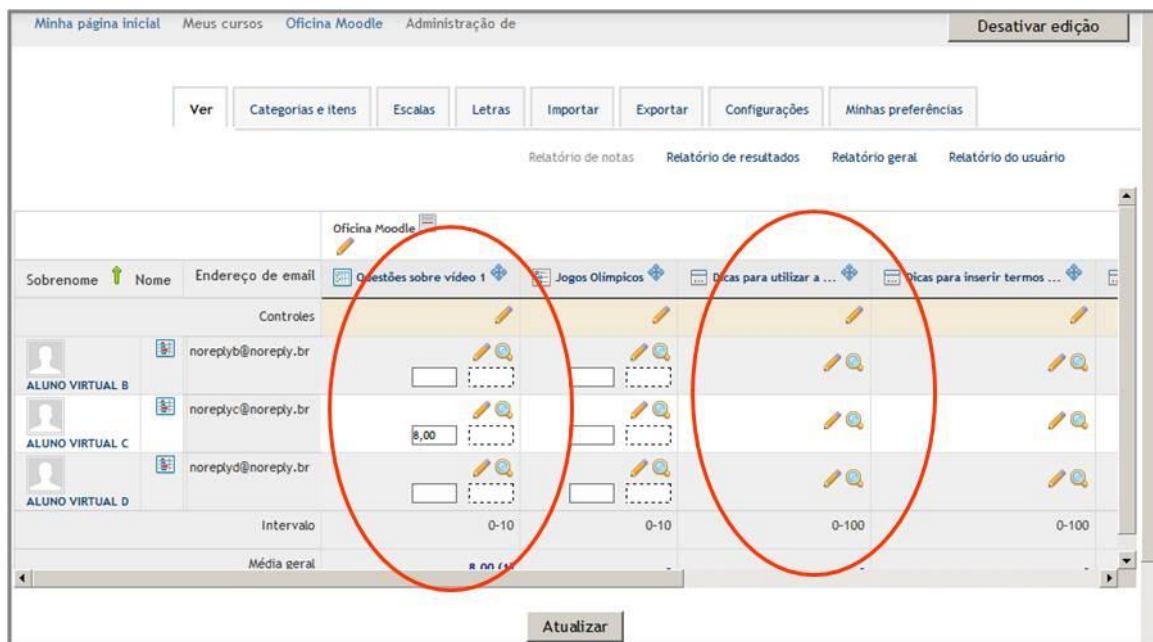 Minha página inicial Meus cursos Oficina Moodle Administração de Desativar edição
Ver Categorias e itens Escalas Letras Importar Exportar Configurações Minhas preferências
Relatório de notas Relatório de resultados Relatório geral Relatório do usuário
Oficina Moodle
Sobrenome Nome Endereço de email Questões sobre vídeo 1 Jogos Olímpicos Dicas para utilizar a ... Dicas para inserir termos ...
Controles
noreplyb@noreply.br
ALUNO VIRTUAL B
noreplyc@noreply.br
8,00
ALUNO VIRTUAL C
noreplyd@noreply.br
ALUNO VIRTUAL D
Intervalo 0-10 0-10 0-100 0-100
Média geral 8,00 (1) - - -
Atualizar